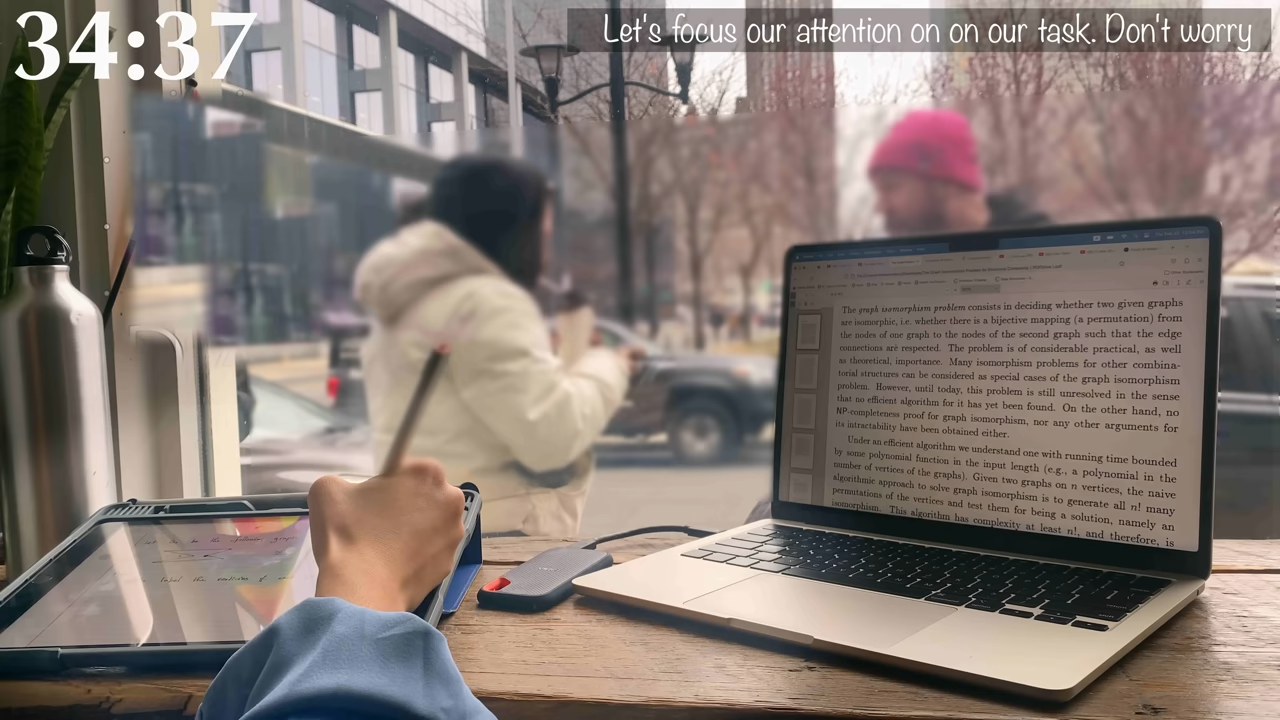 34:37
Let's focus our attention on on our task. Don't worry
The graph isomorphism problem consists in deciding whether two given graphs
are isomorphic, i.e. whether there is a bijective mapping (a permutation) from
the nodes of one graph to the nodes of the second graph such that the edge
connections are respected. The problem is of considerable practical, as well
as theoretical, importance. Many isomorphism problems for other combina-
torial structures can be considered as special cases of the graph isomorphism
problem. However, until today, this problem is still unresolved in the sense
that no efficient algorithm for it has yet been found. On the other hand, no
NP-completeness proof for graph isomorphism, nor any other arguments for
its intractability have been obtained either.
Under an efficient algorithm we understand one with running time bounded
by some polynomial function in the input length (e.g., a polynomial in the
number of vertices of the graphs). Given two graphs on n vertices, the naive
algorithmic approach to solve graph isomorphism is to generate all n! many
permutations of the vertices and test them for being a solution, namely an
isomorphism. This algorithm has complexity at least n!, and therefore, is
label the